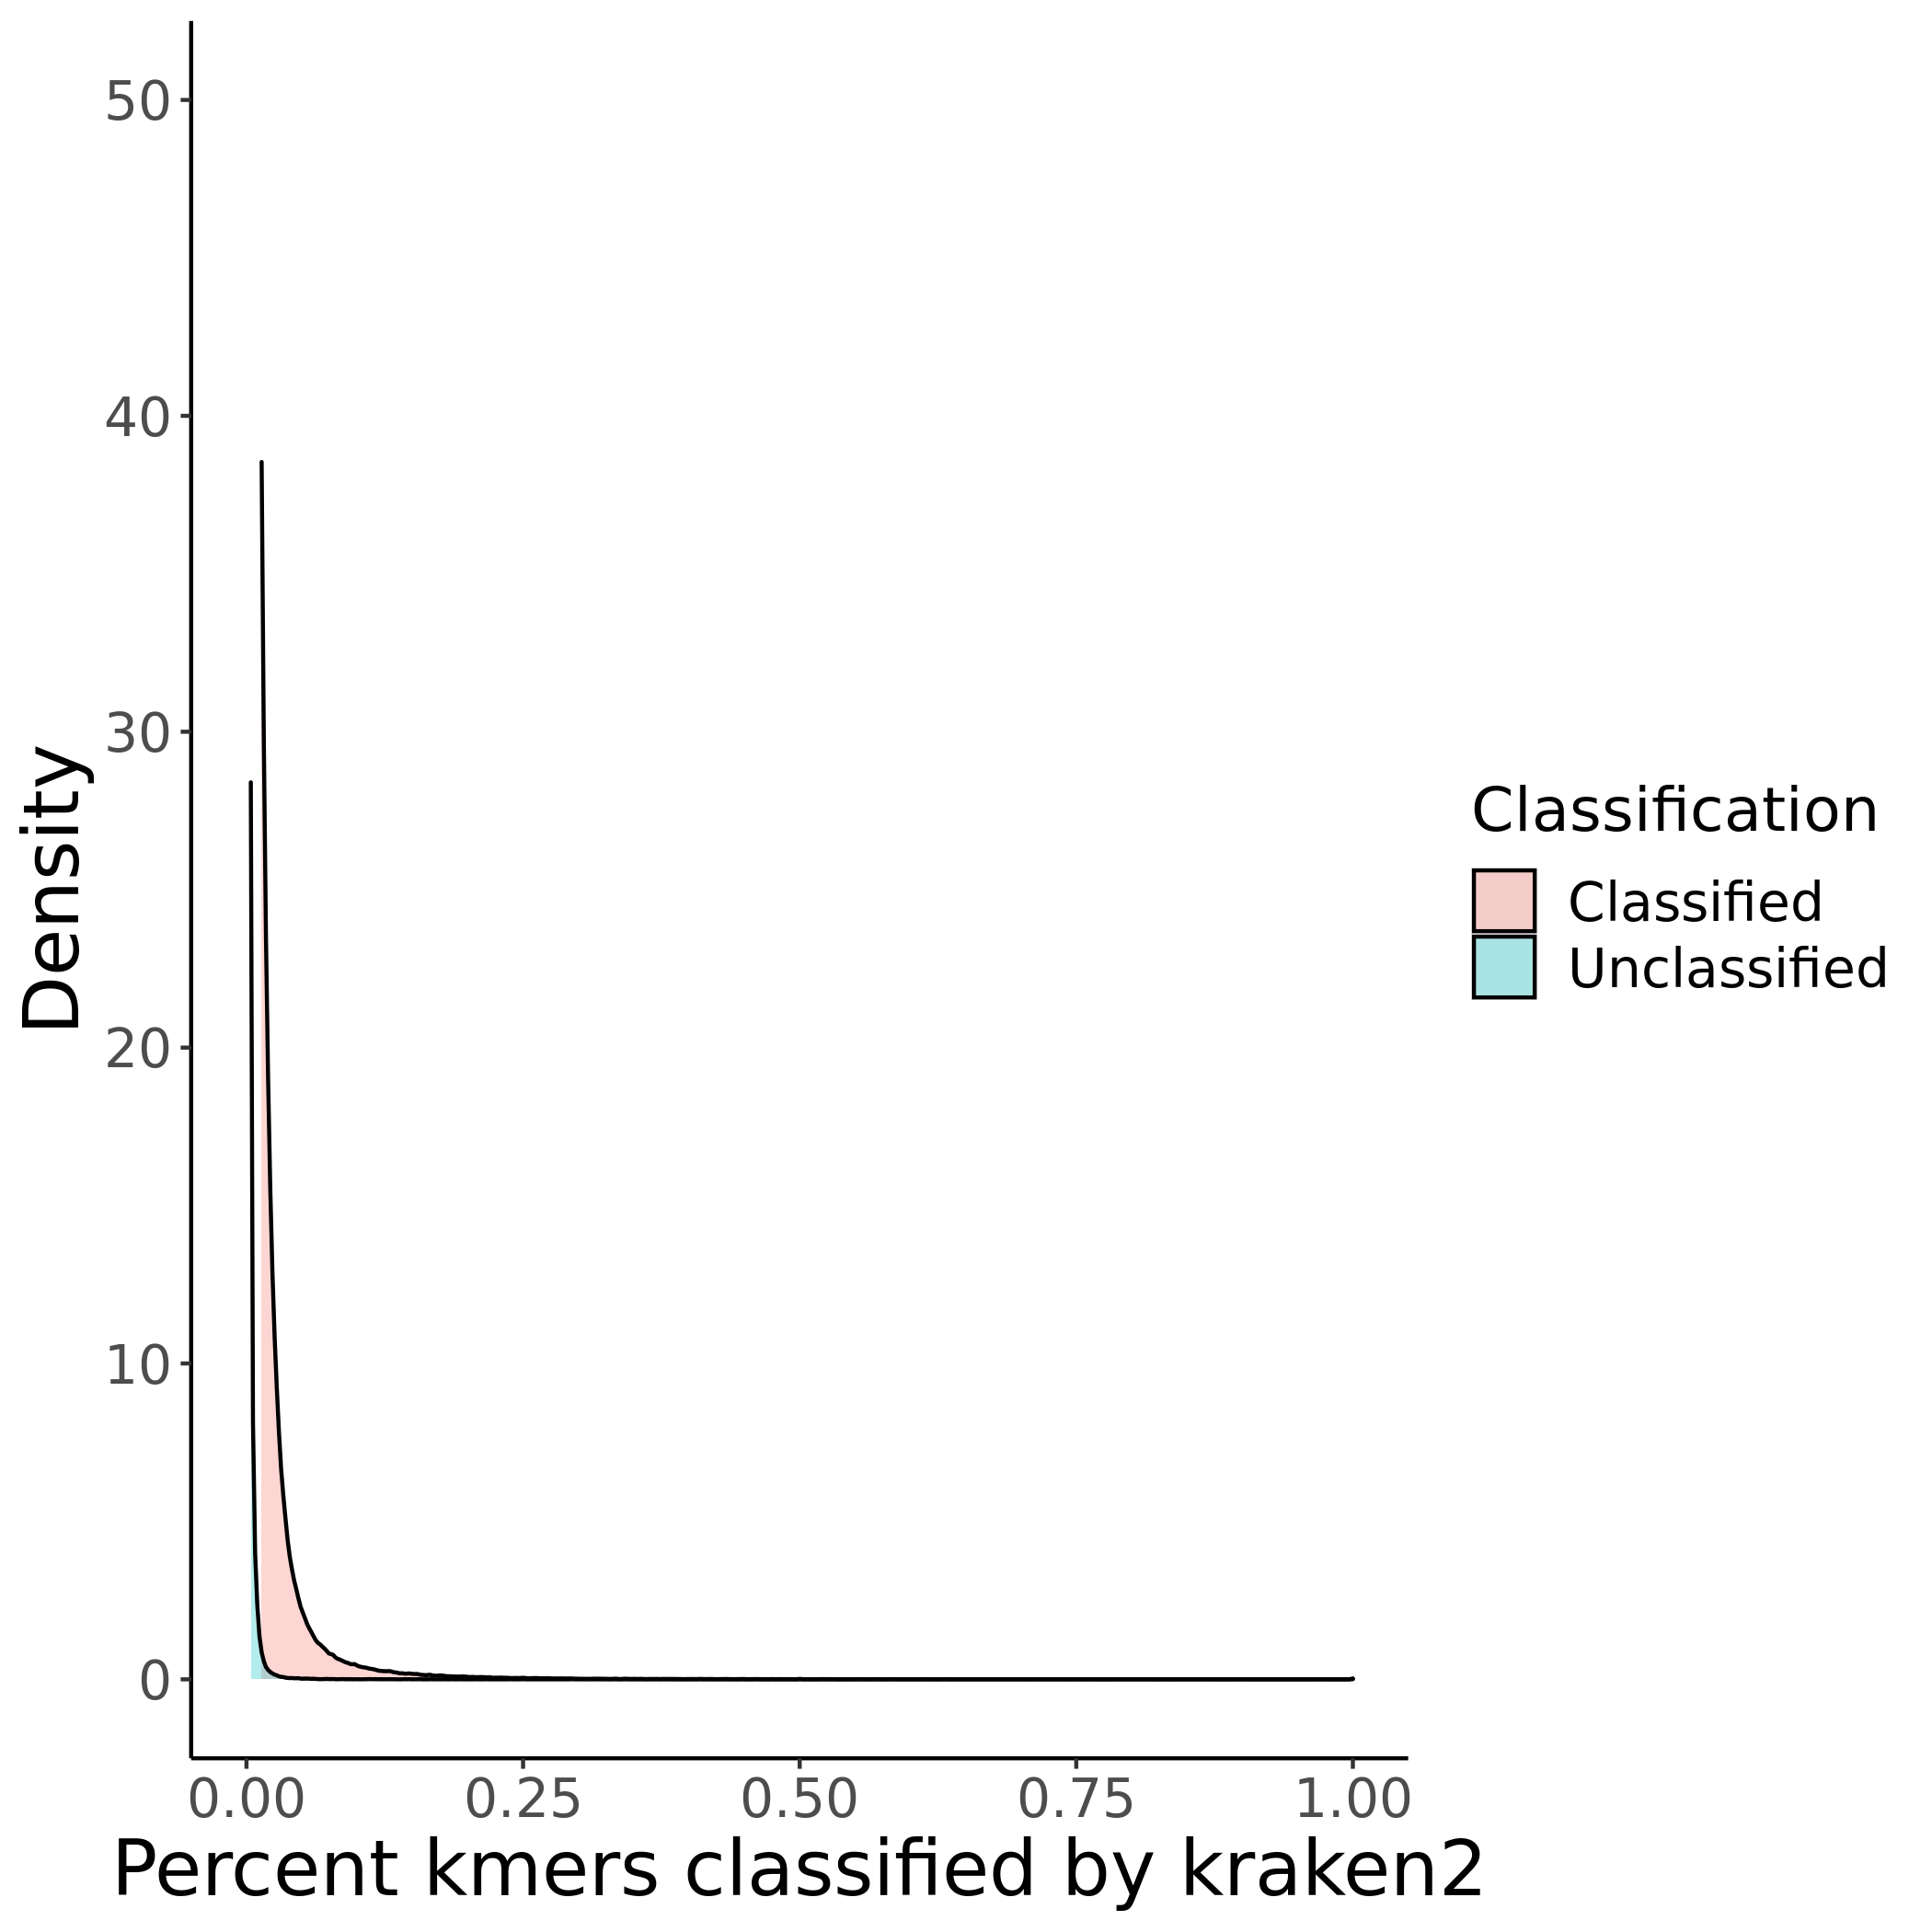 50
40
30
20
10
0
Density
0.00 0.25 0.50 0.75 1.00
Percent kmers classified by kraken2
Classification
Classified
Unclassified